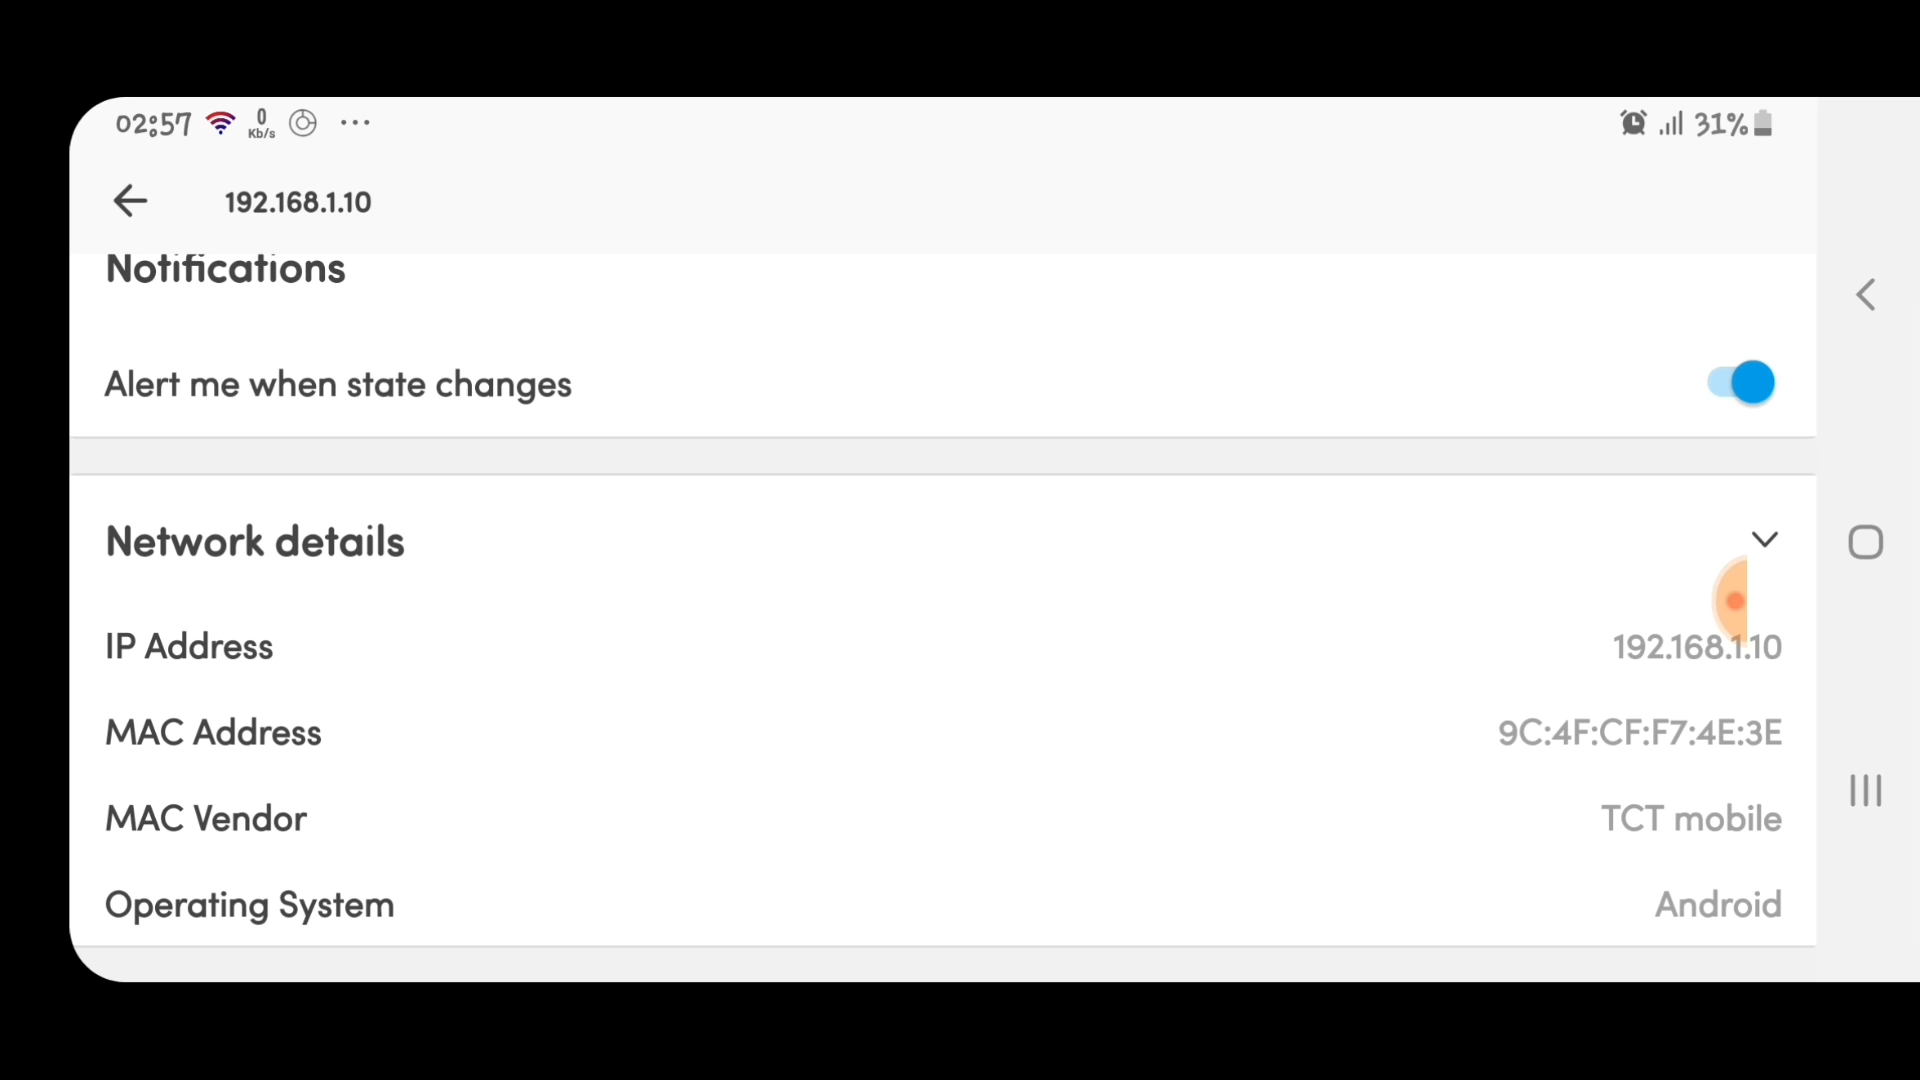 02:57 0 Kb/s ... 31%
192.168.1.10
Notifications
Alert me when state changes
Network details
IP Address 192.168.1.10
MAC Address 9C:4F:CF:F7:4E:3E
MAC Vendor TCT mobile
Operating System Android